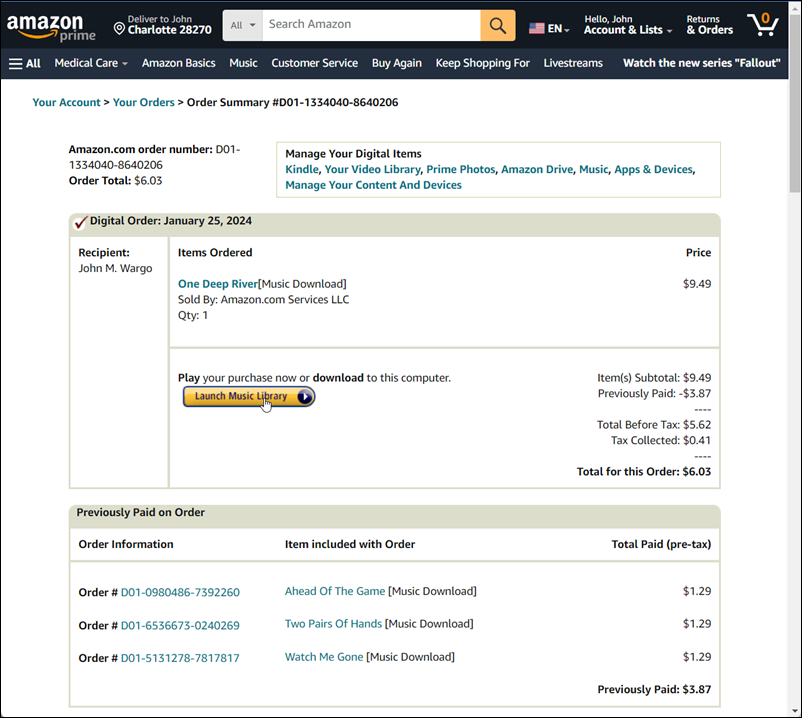 amazon
prime
Deliver to John
Charlotte 28270
All
Search Amazon
EN
Hello, John
Account & Lists
Returns
& Orders
0
All
Medical Care
Amazon Basics
Music
Customer Service
Buy Again
Keep Shopping For
Livestreams
Watch the new series "Fallout"
Your Account > Your Orders > Order Summary #D01-1334040-8640206
Amazon.com order number: D01-
1334040-8640206
Order Total: $6.03
Manage Your Digital Items
Kindle, Your Video Library, Prime Photos, Amazon Drive, Music, Apps & Devices,
Manage Your Content And Devices
Digital Order: January 25, 2024
Recipient:
John M. Wargo
Items Ordered
Price
One Deep River[Music Download]
$9.49
Sold By: Amazon.com Services LLC
Qty: 1
Play your purchase now or download to this computer.
Launch Music Library
Item(s) Subtotal: $9.49
Previously Paid: -$3.87
----
Total Before Tax: $5.62
Tax Collected: $0.41
----
Total for this Order: $6.03
Previously Paid on Order
Order Information
Item included with Order
Total Paid (pre-tax)
Order # D01-0980486-7392260
Ahead Of The Game [Music Download]
$1.29
Order # D01-6536673-0240269
Two Pairs Of Hands [Music Download]
$1.29
Order # D01-5131278-7817817
Watch Me Gone [Music Download]
$1.29
Previously Paid: $3.87